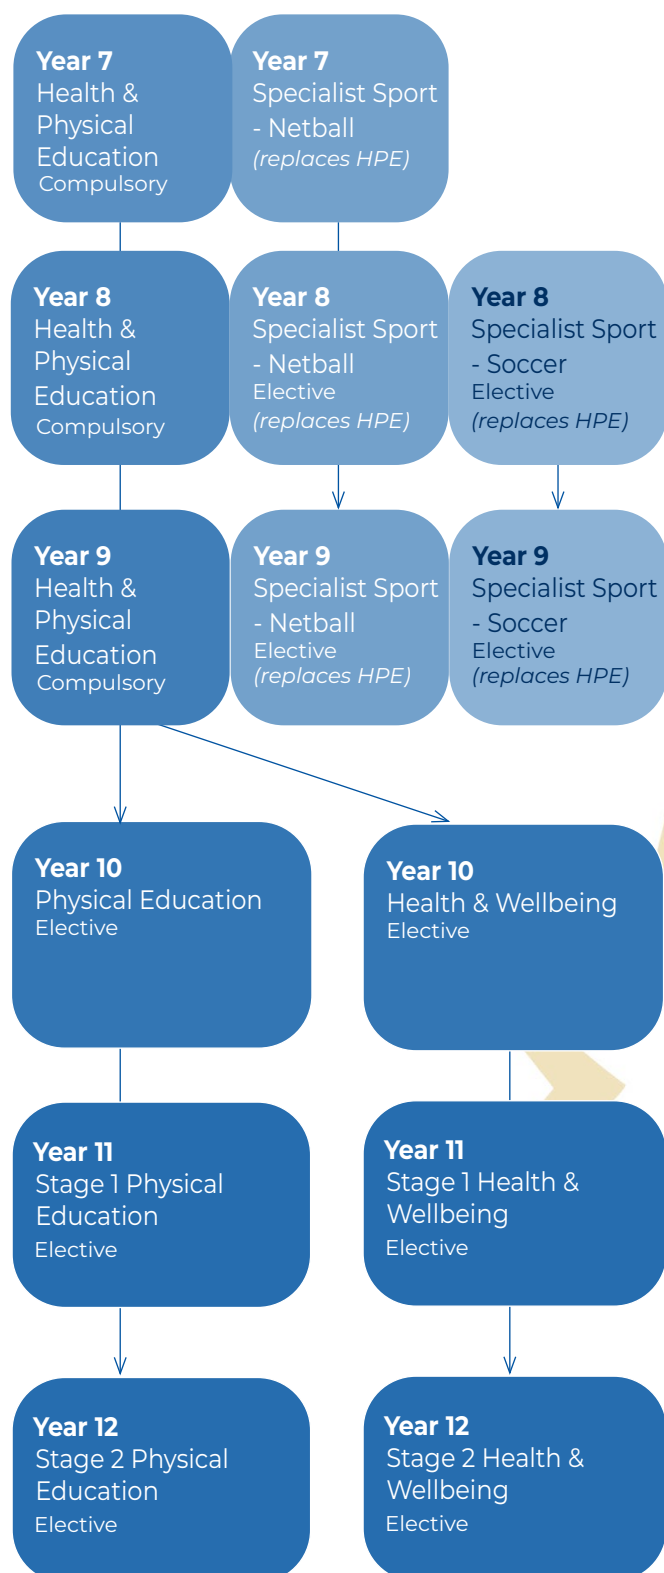 Year 7
Health &
Physical
Education
Compulsory
Year 7
Specialist Sport
- Netball
(replaces HPE)
Year 8
Health &
Physical
Education
Compulsory
Year 8
Specialist Sport
- Netball
Elective
(replaces HPE)
Year 8
Specialist Sport
- Soccer
Elective
(replaces HPE)
Year 9
Health &
Physical
Education
Compulsory
Year 9
Specialist Sport
- Netball
Elective
(replaces HPE)
Year 9
Specialist Sport
- Soccer
Elective
(replaces HPE)
Year 10
Physical Education
Elective
Year 10
Health & Wellbeing
Elective
Year 11
Stage 1 Physical
Education
Elective
Year 11
Stage 1 Health &
Wellbeing
Elective
Year 12
Stage 2 Physical
Education
Elective
Year 12
Stage 2 Health &
Wellbeing
Elective